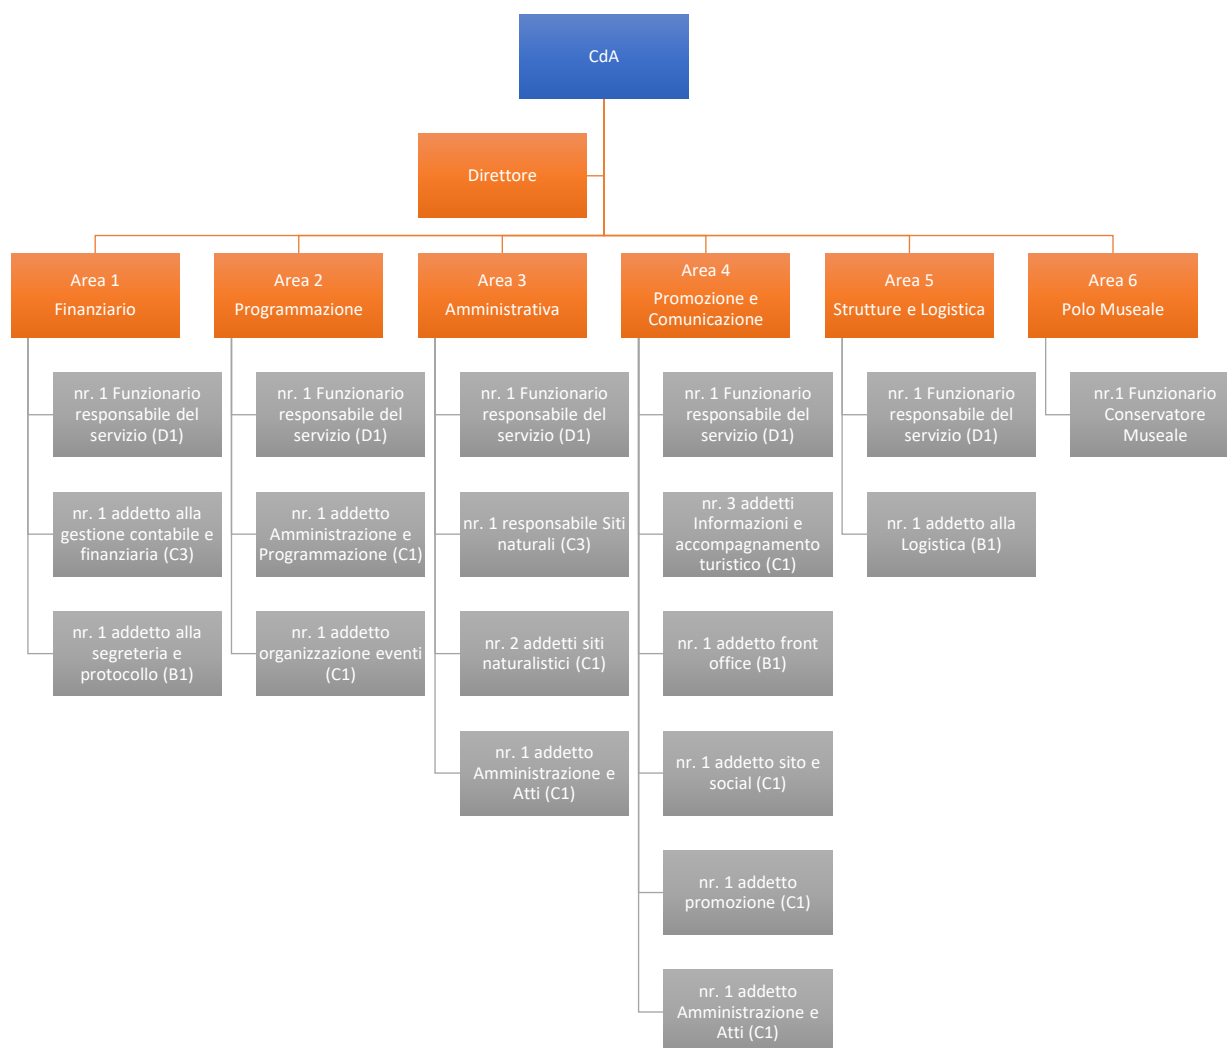 CdA
Direttore
Area 1
Finanziario
Area 2
Programmazione
Area 3
Amministrativa
Area 4
Promozione e
Comunicazione
Area 5
Strutture e Logistica
Area 6
Polo Museale
nr. 1 Funzionario
responsabile del
servizio (D1)
nr. 1 addetto alla
gestione contabile e
finanziaria (C3)
nr. 1 addetto alla
segreteria e
protocollo (B1)
nr. 1 Funzionario
responsabile del
servizio (D1)
nr. 1 addetto
Amministrazione e
Programmazione (C1)
nr. 1 addetto
organizzazione eventi
(C1)
nr. 1 Funzionario
responsabile del
servizio (D1)
nr. 1 responsabile Siti
naturali (C3)
nr. 2 addetti siti
naturalistici (C1)
nr. 1 addetto
Amministrazione e
Atti (C1)
nr. 1 Funzionario
responsabile del
servizio (D1)
nr. 3 addetti
Informazioni e
accompagnamento
turistico (C1)
nr. 1 addetto front
office (B1)
nr. 1 addetto sito e
social (C1)
nr. 1 addetto
promozione (C1)
nr. 1 addetto
Amministrazione e
Atti (C1)
nr. 1 Funzionario
responsabile del
servizio (D1)
nr. 1 addetto alla
Logistica (B1)
nr.1 Funzionario
Conservatore
Museale